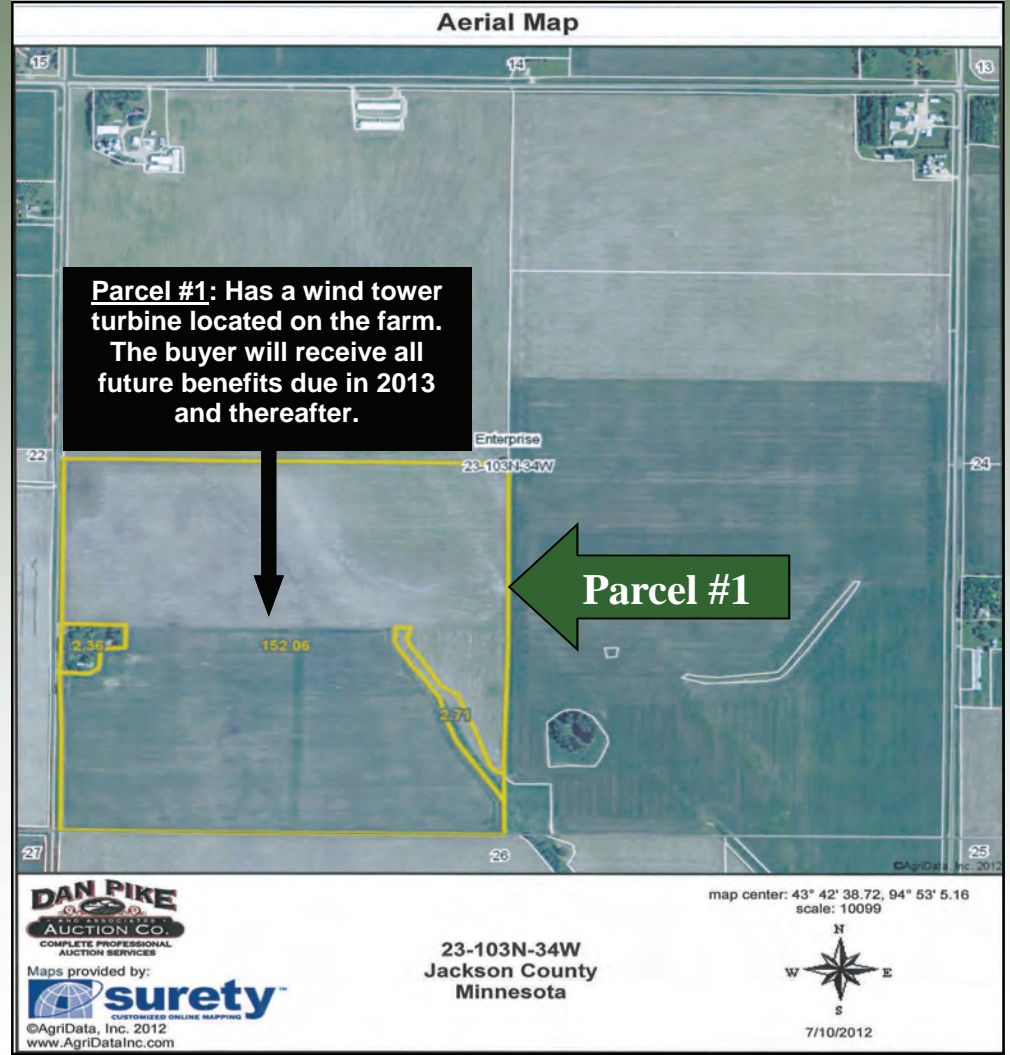 Aerial Map
15
14
13
Parcel #1: Has a wind tower
turbine located on the farm.
The buyer will receive all
future benefits due in 2013
and thereafter.
Enterprise
22
23-103N-34W
24
Parcel #1
2.36
152.06
2.71
27
26
25
©AgriData, Inc. 2012
DAN PIKE
AND ASSOCIATES
AUCTION CO.
COMPLETE PROFESSIONAL
AUCTION SERVICES
Maps provided by:
surety™
CUSTOMIZED ONLINE MAPPING
©AgriData, Inc. 2012
www.AgriDataInc.com
23-103N-34W
Jackson County
Minnesota
map center: 43° 42' 38.72, 94° 53' 5.16
scale: 10099
N
W
E
S
7/10/2012